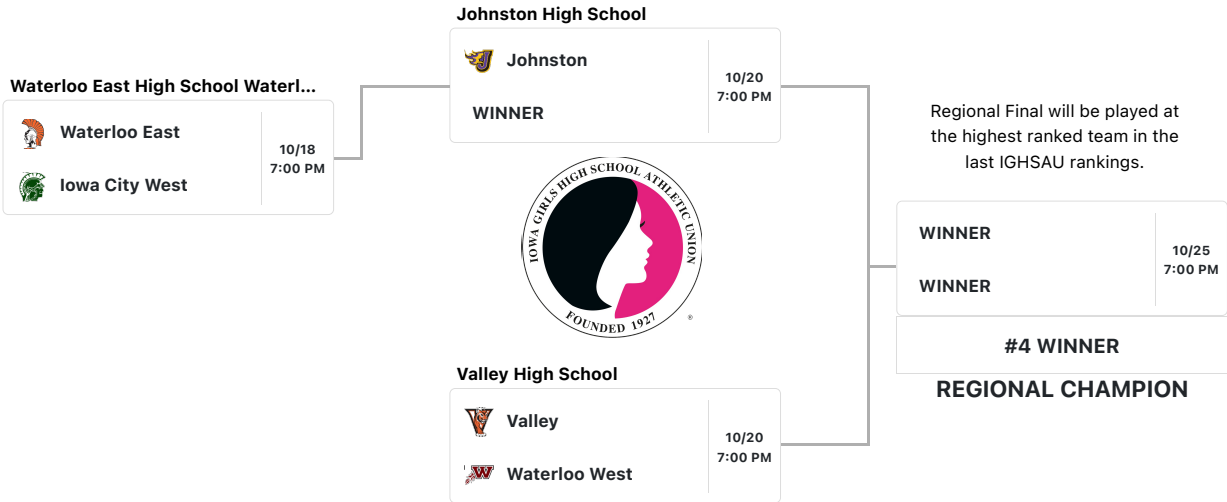 Johnston High School
Johnston
WINNER
10/20
7:00 PM
Waterloo East High School Waterl...
Waterloo East
Iowa City West
10/18
7:00 PM
IOWA GIRLS HIGH SCHOOL ATHLETIC UNION
FOUNDED 1927
®
Valley High School
Valley
Waterloo West
10/20
7:00 PM
Regional Final will be played at
the highest ranked team in the
last IGHSAU rankings.
WINNER
WINNER
10/25
7:00 PM
#4 WINNER
REGIONAL CHAMPION